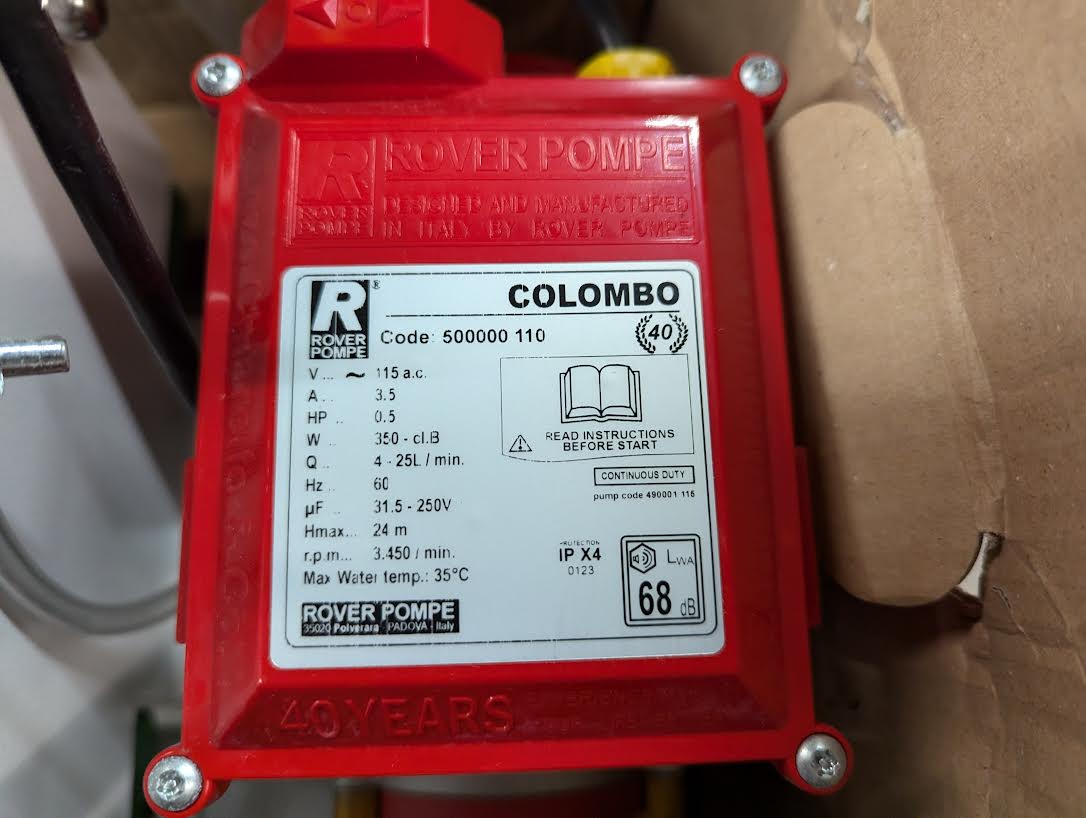 R
ROVER
POMPE
ROVER POMPE
DESIGNED AND MANUFACTURED
IN ITALY BY ROVER POMPE
R®
ROVER
POMPE
COLOMBO
Code: 500000 110
40
V... ~ 115 a.c.
A... 3.5
HP .. 0.5
W .. 350 - cl.B
Q .. 4 - 25L / min.
Hz .. 60
µF .. 31.5 - 250V
Hmax... 24 m
r.p.m... 3.450 / min.
Max Water temp.: 35°C
READ INSTRUCTIONS
BEFORE START
CONTINUOUS DUTY
pump code 490001 115
PROTECTION
IP X4
0123
LWA
68 dB
ROVER POMPE
35020 Polverara - PADOVA - Italy
40 YEARS